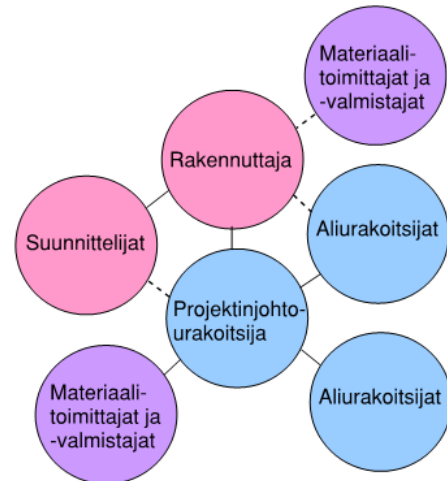 Materiaali-
toimittajat ja
-valmistajat
Rakennuttaja
Aliurakoitsijat
Suunnittelijat
Projektinjohto-
urakoitsija
Materiaali-
toimittajat ja
-valmistajat
Aliurakoitsijat